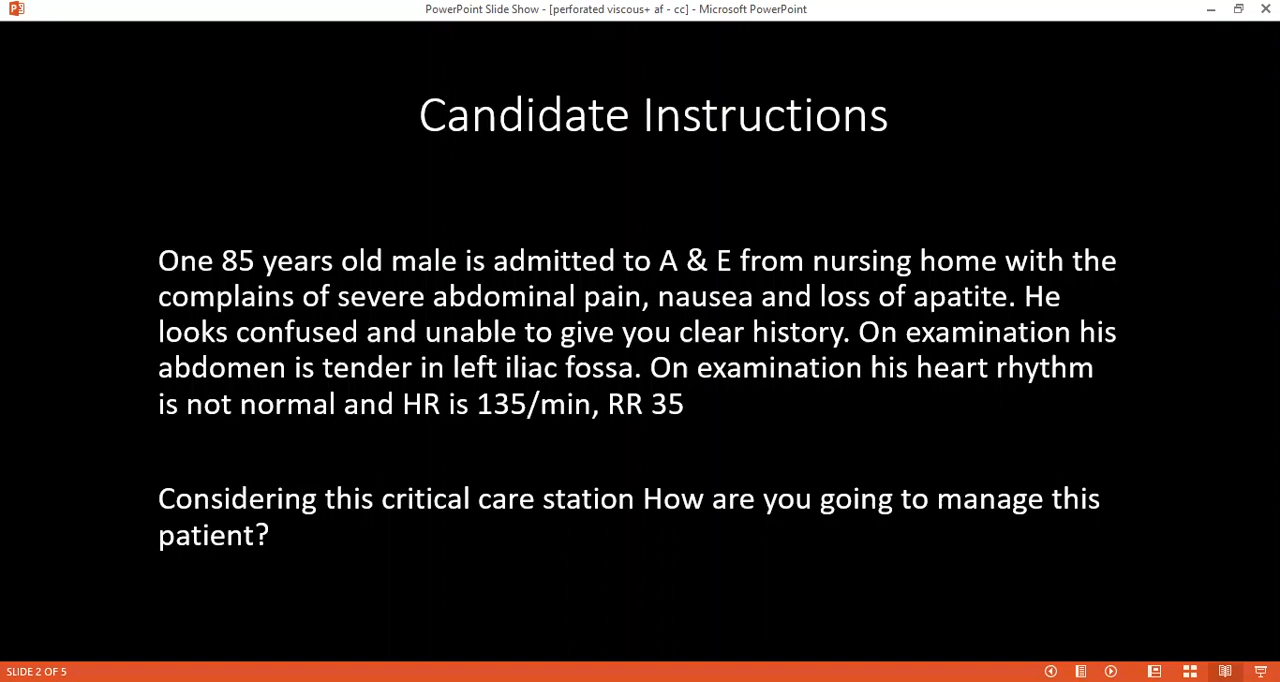 PowerPoint Slide Show - [perforated viscous+ af - cc] - Microsoft PowerPoint
Candidate Instructions
One 85 years old male is admitted to A & E from nursing home with the
complains of severe abdominal pain, nausea and loss of apatite. He
looks confused and unable to give you clear history. On examination his
abdomen is tender in left iliac fossa. On examination his heart rhythm
is not normal and HR is 135/min, RR 35
Considering this critical care station How are you going to manage this
patient?
SLIDE 2 OF 5